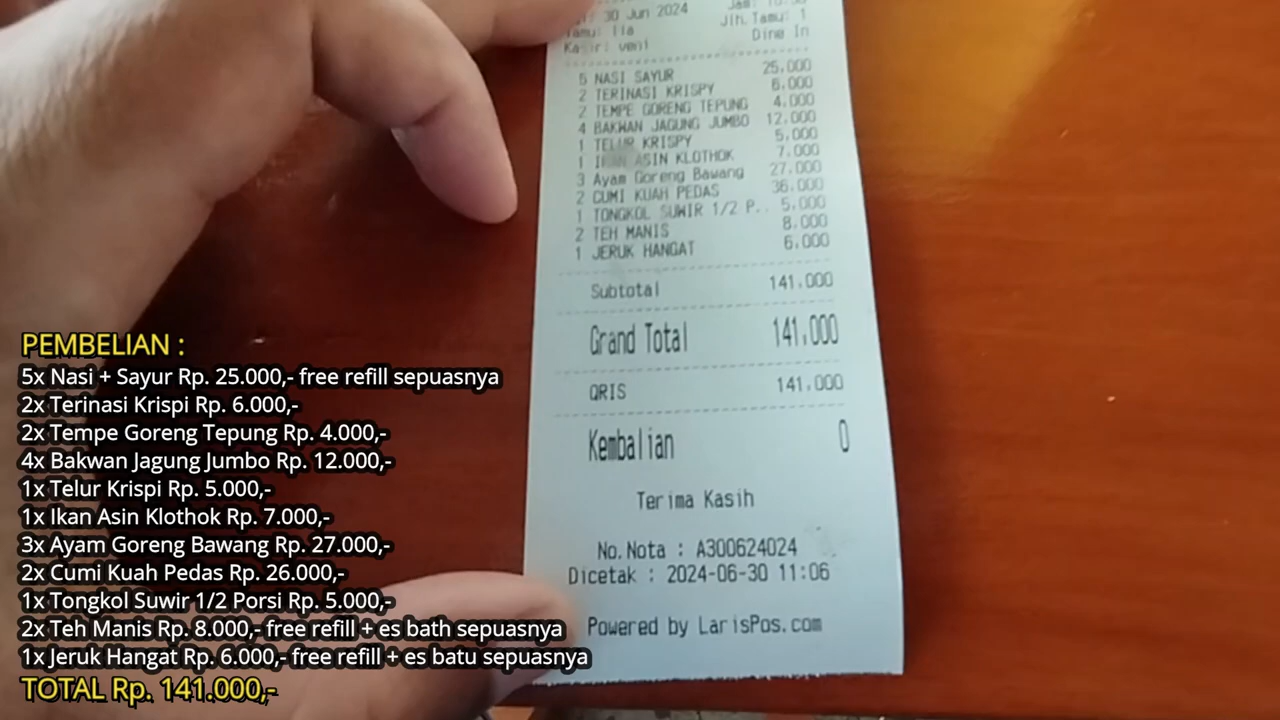 30 Jun 2024
Jlh. Tamu: 1
Tamu: lia
Dine In
Kasir: veni
5 NASI SAYUR 25.000
2 TERINASI KRISPY 6.000
2 TEMPE GORENG TEPUNG 4.000
4 BAKWAN JAGUNG JUMBO 12.000
1 TELUR KRISPY 5.000
1 IKAN ASIN KLOTHOK 7.000
3 Ayam Goreng Bawang 27.000
2 CUMI KUAH PEDAS 36.000
1 TONGKOL SUWIR 1/2 P.. 5.000
2 TEH MANIS 8.000
1 JERUK HANGAT 6.000
Subtotal 141.000
Grand Total 141.000
QRIS 141.000
Kembalian 0
Terima Kasih
No.Nota : A300624024
Dicetak : 2024-06-30 11:06
Powered by LarisPos.com
PEMBELIAN :
5x Nasi + Sayur Rp. 25.000,- free refill sepuasnya
2x Terinasi Krispi Rp. 6.000,-
2x Tempe Goreng Tepung Rp. 4.000,-
4x Bakwan Jagung Jumbo Rp. 12.000,-
1x Telur Krispi Rp. 5.000,-
1x Ikan Asin Klothok Rp. 7.000,-
3x Ayam Goreng Bawang Rp. 27.000,-
2x Cumi Kuah Pedas Rp. 26.000,-
1x Tongkol Suwir 1/2 Porsi Rp. 5.000,-
2x Teh Manis Rp. 8.000,- free refill + es bath sepuasnya
1x Jeruk Hangat Rp. 6.000,- free refill + es batu sepuasnya
TOTAL Rp. 141.000,-